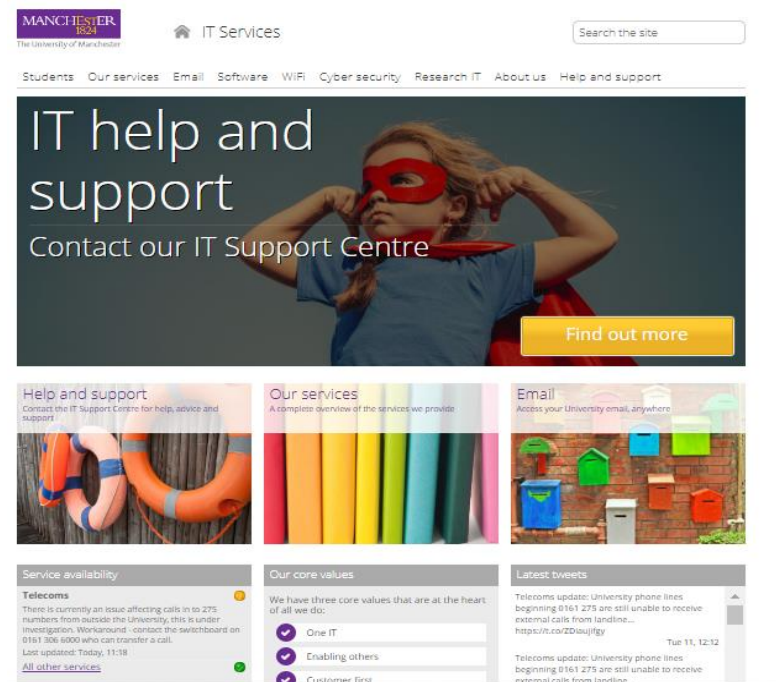 MANCHESTER
1824
The University of Manchester
IT Services
Search the site
Students Our services Email Software WiFi Cyber security Research IT About us Help and support
IT help and
support
Contact our IT Support Centre
Find out more
Help and support
Contact the IT Support Centre for help, advice and
support
Our services
A complete overview of the services we provide
Email
Access your University email, anywhere
Service availability
Telecoms
There is currently an issue affecting calls in to 275
numbers from outside the University, this is under
investigation. Workaround - contact the switchboard on
0161 306 6000 who can transfer a call.
Last updated: Today, 11:18
All other services
Our core values
We have three core values that are at the heart
of all we do:
One IT
Enabling others
Customer first
Latest tweets
Telecoms update: University phone lines
beginning 0161 275 are still unable to receive
external calls from landline...
Tue 11, 12:12
Telecoms update: University phone lines
beginning 0161 275 are still unable to receive
external calls from landline